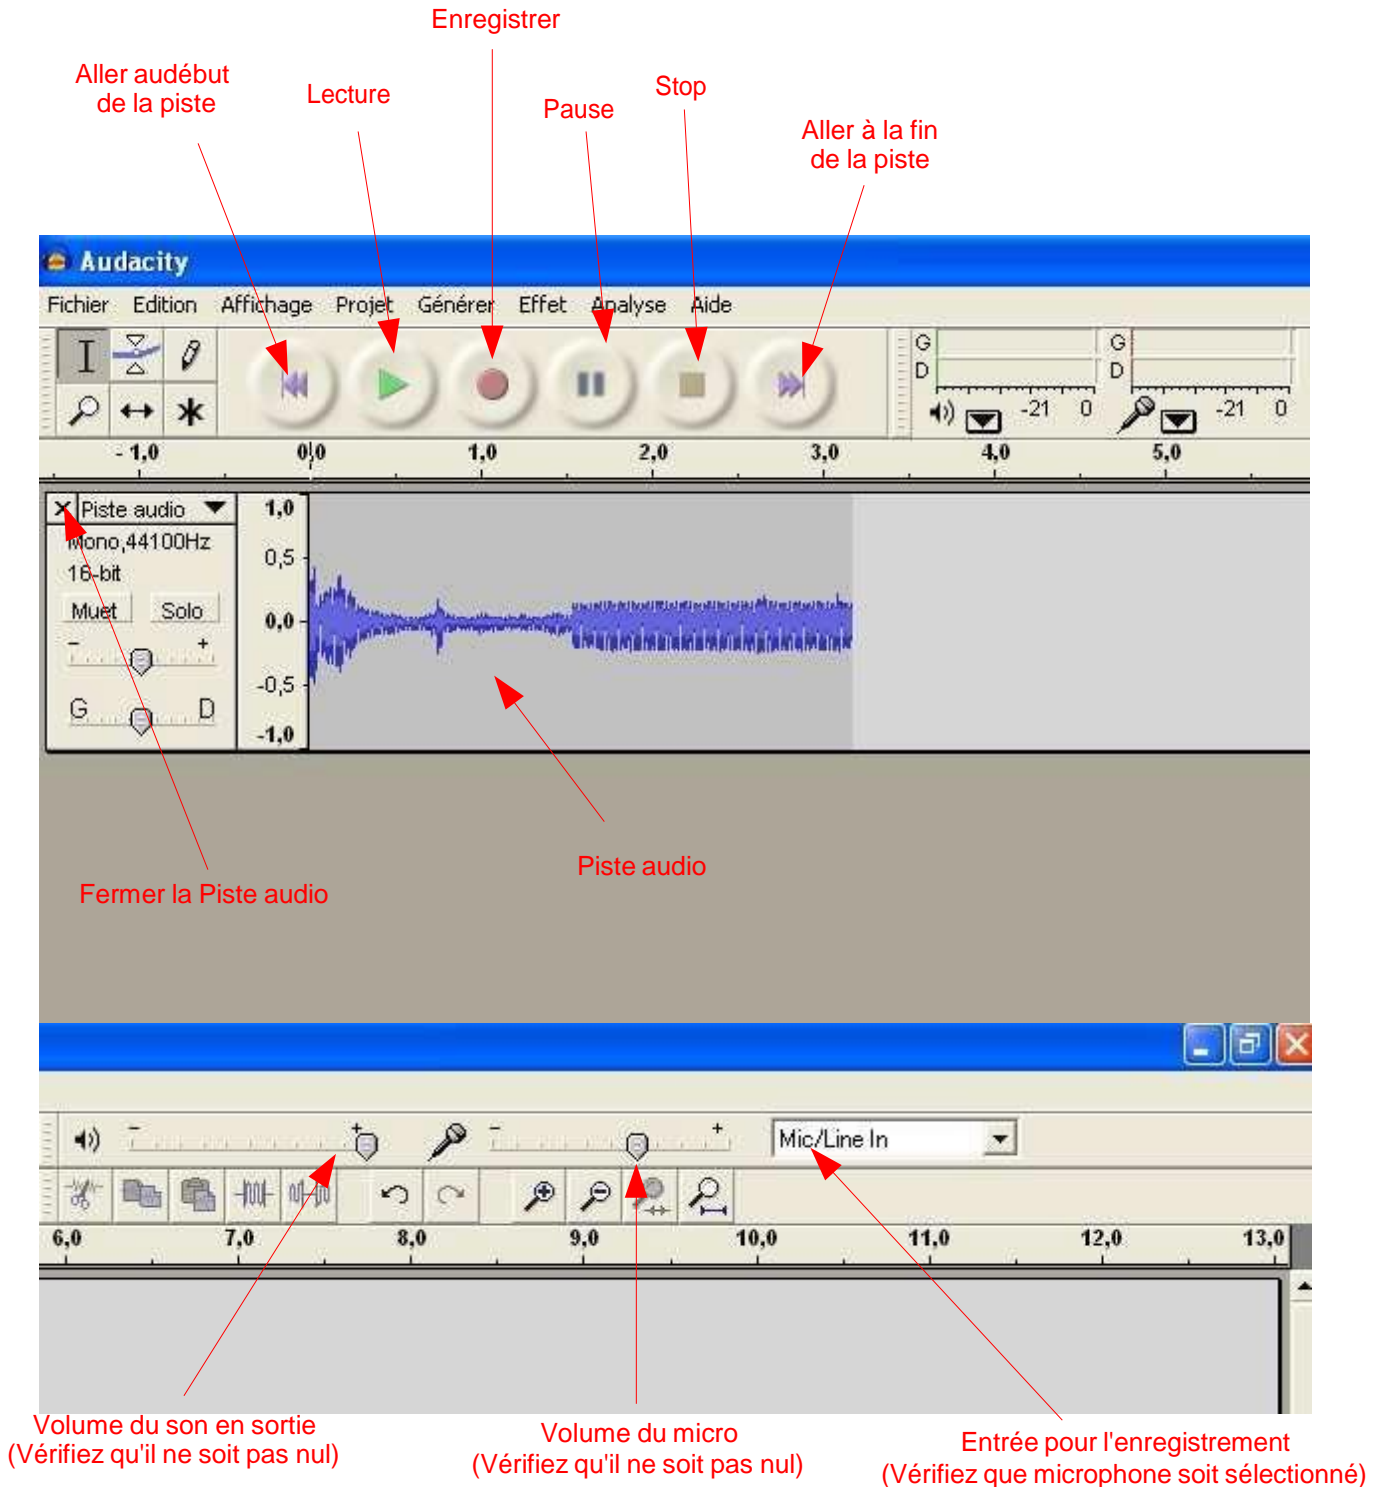 Enregistrer
Aller audébut
de la piste
Lecture
Pause
Stop
Aller à la fin
de la piste
Audacity
Fichier Edition Affichage Projet Générer Effet Analyse Aide
G
D
-21 0
G
D
-21 0
- 1,0 0,0 1,0 2,0 3,0 4,0 5,0
X Piste audio
Mono,44100Hz
16-bit
Muet Solo
- +
G D
1,0
0,5
0,0
-0,5
-1,0
Piste audio
Fermer la Piste audio
- + - + Mic/Line In
6,0 7,0 8,0 9,0 10,0 11,0 12,0 13,0
Volume du son en sortie
(Vérifiez qu'il ne soit pas nul)
Volume du micro
(Vérifiez qu'il ne soit pas nul)
Entrée pour l'enregistrement
(Vérifiez que microphone soit sélectionné)